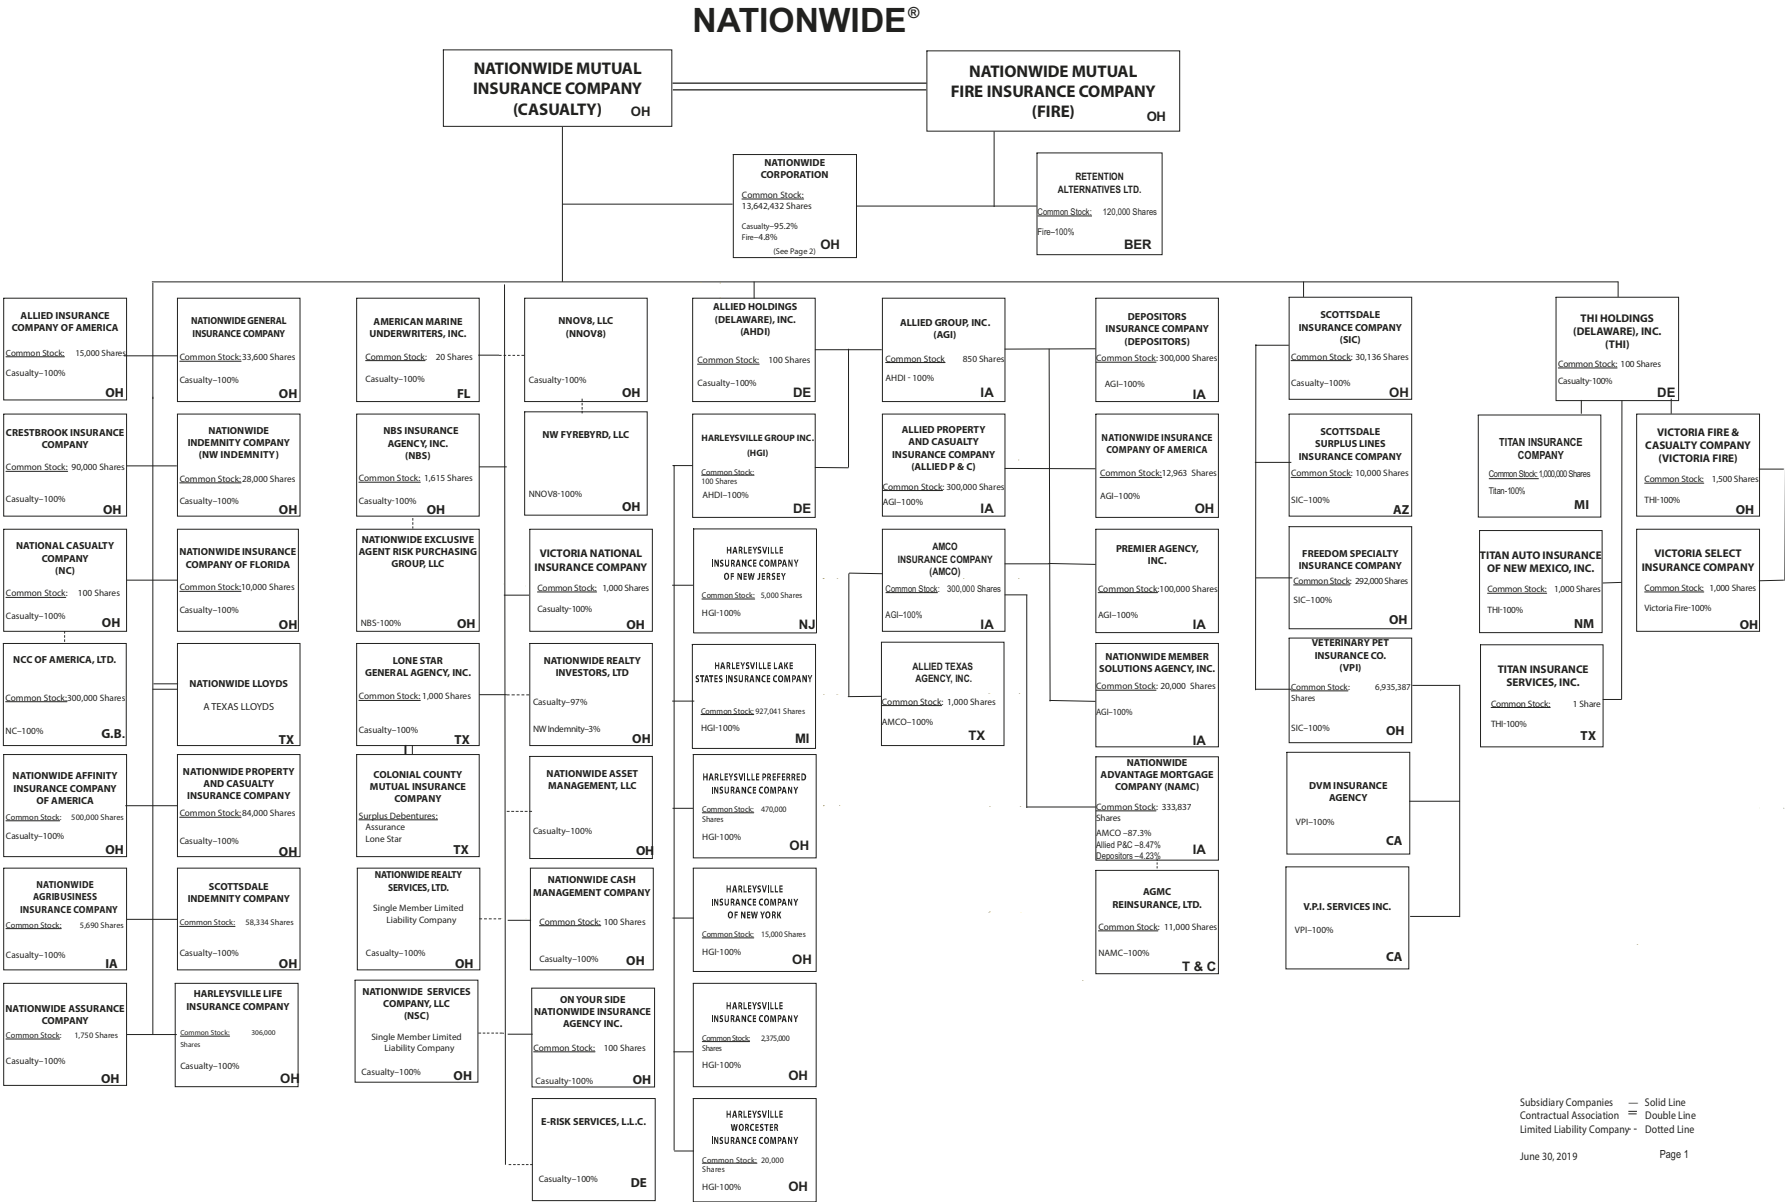 NATIONWIDE®
NATIONWIDE MUTUAL
INSURANCE COMPANY
(CASUALTY) OH
NATIONWIDE MUTUAL
FIRE INSURANCE COMPANY
(FIRE)
OH
NATIONWIDE
CORPORATION
Common Stock:
13,642,432 Shares
Casualty–95.2%
Fire–4.8%
(See Page 2) OH
RETENTION
ALTERNATIVES LTD.
Common Stock: 120,000 Shares
Fire–100%
BER
ALLIED INSURANCE
COMPANY OF AMERICA
Common Stock: 15,000 Shares
Casualty–100%
OH
NATIONWIDE GENERAL
INSURANCE COMPANY
Common Stock: 33,600 Shares
Casualty–100%
OH
AMERICAN MARINE
UNDERWRITERS, INC.
Common Stock: 20 Shares
Casualty–100%
FL
NNOV8, LLC
(NNOV8)
Casualty-100%
OH
ALLIED HOLDINGS
(DELAWARE), INC.
(AHDI)
Common Stock: 100 Shares
Casualty–100%
DE
ALLIED GROUP, INC.
(AGI)
Common Stock 850 Shares
AHDI - 100%
IA
DEPOSITORS
INSURANCE COMPANY
(DEPOSITORS)
Common Stock: 300,000 Shares
AGI–100%
IA
SCOTTSDALE
INSURANCE COMPANY
(SIC)
Common Stock: 30,136 Shares
Casualty–100%
OH
THI HOLDINGS
(DELAWARE), INC.
(THI)
Common Stock: 100 Shares
Casualty-100%
DE
CRESTBROOK INSURANCE
COMPANY
Common Stock: 90,000 Shares
Casualty–100%
OH
NATIONWIDE
INDEMNITY COMPANY
(NW INDEMNITY)
Common Stock: 28,000 Shares
Casualty–100%
OH
NBS INSURANCE
AGENCY, INC.
(NBS)
Common Stock: 1,615 Shares
Casualty-100%
OH
NW FYREBYRD, LLC
NNOV8-100%
OH
HARLEYSVILLE GROUP INC.
(HGI)
Common Stock:
100 Shares
AHDI–100%
DE
ALLIED PROPERTY
AND CASUALTY
INSURANCE COMPANY
(ALLIED P & C)
Common Stock: 300,000 Shares
AGI–100%
IA
NATIONWIDE INSURANCE
COMPANY OF AMERICA
Common Stock:12,963 Shares
AGI–100%
OH
SCOTTSDALE
SURPLUS LINES
INSURANCE COMPANY
Common Stock: 10,000 Shares
SIC–100%
AZ
TITAN INSURANCE
COMPANY
Common Stock: 1,000,000 Shares
Titan-100%
MI
VICTORIA FIRE &
CASUALTY COMPANY
(VICTORIA FIRE)
Common Stock: 1,500 Shares
THI-100%
OH
NATIONAL CASUALTY
COMPANY
(NC)
Common Stock: 100 Shares
Casualty–100%
OH
NATIONWIDE INSURANCE
COMPANY OF FLORIDA
Common Stock:10,000 Shares
Casualty–100%
OH
NATIONWIDE EXCLUSIVE
AGENT RISK PURCHASING
GROUP, LLC
NBS-100%
OH
VICTORIA NATIONAL
INSURANCE COMPANY
Common Stock: 1,000 Shares
Casualty-100%
OH
HARLEYSVILLE
INSURANCE COMPANY
OF NEW JERSEY
Common Stock: 5,000 Shares
HGI-100%
NJ
AMCO
INSURANCE COMPANY
(AMCO)
Common Stock: 300,000 Shares
AGI–100%
IA
PREMIER AGENCY,
INC.
Common Stock:100,000 Shares
AGI–100%
IA
FREEDOM SPECIALTY
INSURANCE COMPANY
Common Stock: 292,000 Shares
SIC–100%
OH
TITAN AUTO INSURANCE
OF NEW MEXICO, INC.
Common Stock: 1,000 Shares
THI-100%
NM
VICTORIA SELECT
INSURANCE COMPANY
Common Stock: 1,000 Shares
Victoria Fire-100%
OH
NCC OF AMERICA, LTD.
Common Stock:300,000 Shares
NC–100%
G.B.
NATIONWIDE LLOYDS
A TEXAS LLOYDS
TX
LONE STAR
GENERAL AGENCY, INC.
Common Stock: 1,000 Shares
Casualty–100%
TX
NATIONWIDE REALTY
INVESTORS, LTD
Casualty–97%
NW Indemnity–3%
OH
HARLEYSVILLE LAKE
STATES INSURANCE COMPANY
Common Stock: 927,041 Shares
HGI-100%
MI
ALLIED TEXAS
AGENCY, INC.
Common Stock: 1,000 Shares
AMCO–100%
TX
NATIONWIDE MEMBER
SOLUTIONS AGENCY, INC.
Common Stock: 20,000 Shares
AGI–100%
IA
VETERINARY PET
INSURANCE CO.
(VPI)
Common Stock: 6,935,387
Shares
SIC–100%
OH
TITAN INSURANCE
SERVICES, INC.
Common Stock: 1 Share
THI-100%
TX
NATIONWIDE AFFINITY
INSURANCE COMPANY
OF AMERICA
Common Stock: 500,000 Shares
Casualty–100%
OH
NATIONWIDE PROPERTY
AND CASUALTY
INSURANCE COMPANY
Common Stock:84,000 Shares
Casualty–100%
OH
COLONIAL COUNTY
MUTUAL INSURANCE
COMPANY
Surplus Debentures:
Assurance
Lone Star
TX
NATIONWIDE ASSET
MANAGEMENT, LLC
Casualty–100%
OH
HARLEYSVILLE PREFERRED
INSURANCE COMPANY
Common Stock: 470,000
Shares
HGI-100%
OH
NATIONWIDE
ADVANTAGE MORTGAGE
COMPANY (NAMC)
Common Stock: 333,837
Shares
AMCO –87.3%
Allied P&C –8.47%
Depositors –4.23%
IA
DVM INSURANCE
AGENCY
VPI–100%
CA
NATIONWIDE
AGRIBUSINESS
INSURANCE COMPANY
Common Stock: 5,690 Shares
Casualty–100%
IA
SCOTTSDALE
INDEMNITY COMPANY
Common Stock: 58,334 Shares
Casualty–100%
OH
NATIONWIDE REALTY
SERVICES, LTD.
Single Member Limited
Liability Company
Casualty–100%
OH
NATIONWIDE CASH
MANAGEMENT COMPANY
Common Stock: 100 Shares
Casualty–100%
OH
HARLEYSVILLE
INSURANCE COMPANY
OF NEW YORK
Common Stock: 15,000 Shares
HGI-100%
OH
AGMC
REINSURANCE, LTD.
Common Stock: 11,000 Shares
NAMC–100%
T & C
V.P.I. SERVICES INC.
VPI–100%
CA
NATIONWIDE ASSURANCE
COMPANY
Common Stock: 1,750 Shares
Casualty–100%
OH
HARLEYSVILLE LIFE
INSURANCE COMPANY
Common Stock: 306,000
Shares
Casualty–100%
OH
NATIONWIDE SERVICES
COMPANY, LLC
(NSC)
Single Member Limited
Liability Company
Casualty–100%
OH
ON YOUR SIDE
NATIONWIDE INSURANCE
AGENCY INC.
Common Stock: 100 Shares
Casualty-100%
OH
HARLEYSVILLE
INSURANCE COMPANY
Common Stock: 2,375,000
Shares
HGI-100%
OH
E-RISK SERVICES, L.L.C.
Casualty–100%
DE
HARLEYSVILLE
WORCESTER
INSURANCE COMPANY
Common Stock: 20,000
Shares
HGI-100%
OH
Subsidiary Companies — Solid Line
Contractual Association = Double Line
Limited Liability Company - - Dotted Line
June 30, 2019 Page 1